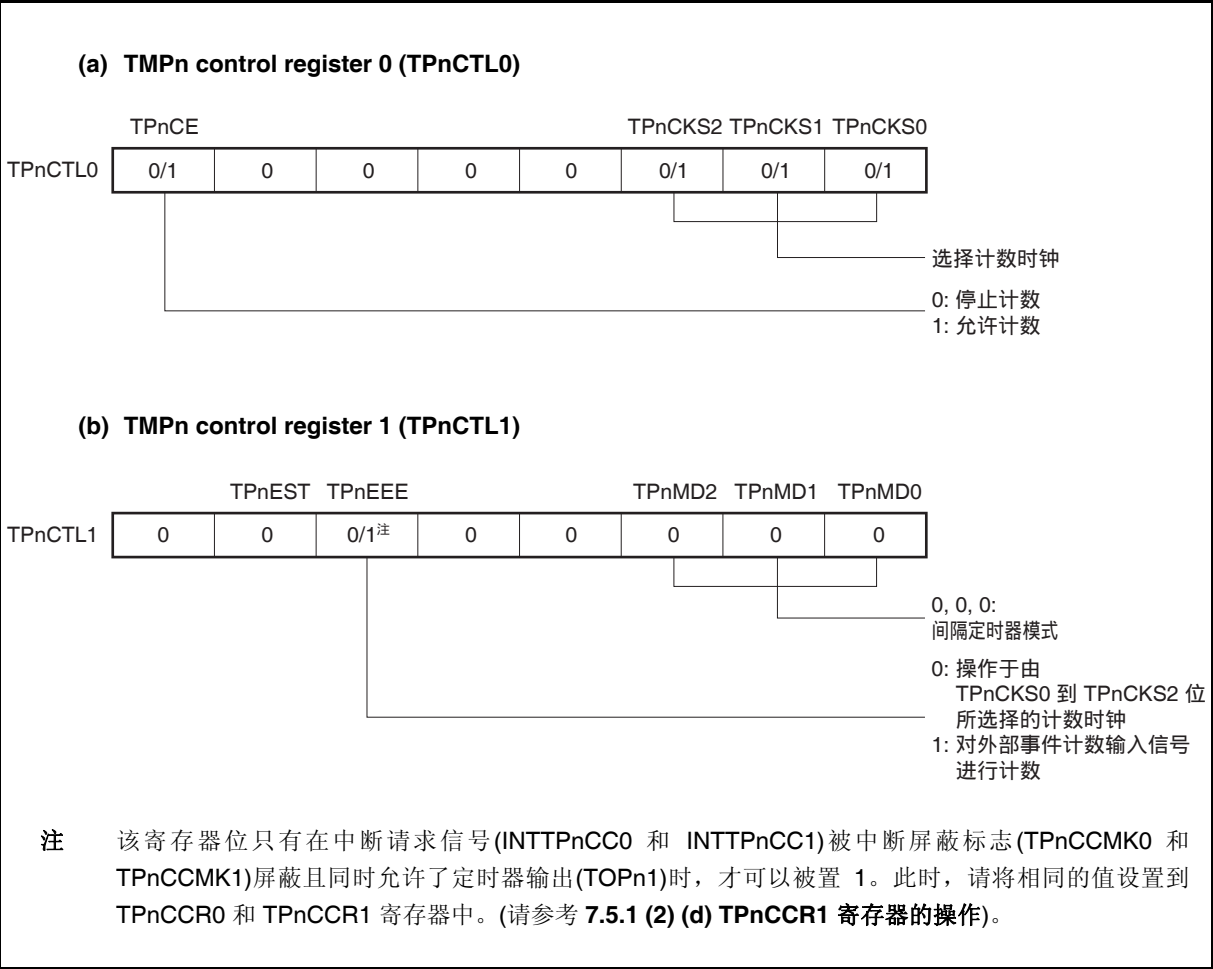 (a) TMPn control register 0 (TPnCTL0)
TPnCE TPnCKS2 TPnCKS1 TPnCKS0
TPnCTL0 0/1 0 0 0 0 0/1 0/1 0/1
选择计数时钟
0: 停止计数
1: 允许计数
(b) TMPn control register 1 (TPnCTL1)
TPnEST TPnEEE TPnMD2 TPnMD1 TPnMD0
TPnCTL1 0 0 0/1注 0 0 0 0 0
0, 0, 0:
间隔定时器模式
0: 操作于由
TPnCKS0 到 TPnCKS2 位
所选择的计数时钟
1: 对外部事件计数输入信号
进行计数
注 该寄存器位只有在中断请求信号(INTTPnCC0 和 INTTPnCC1)被中断屏蔽标志(TPnCCMK0 和
TPnCCMK1)屏蔽且同时允许了定时器输出(TOPn1)时，才可以被置 1。此时，请将相同的值设置到
TPnCCR0 和 TPnCCR1 寄存器中。(请参考 7.5.1 (2) (d) TPnCCR1 寄存器的操作)。